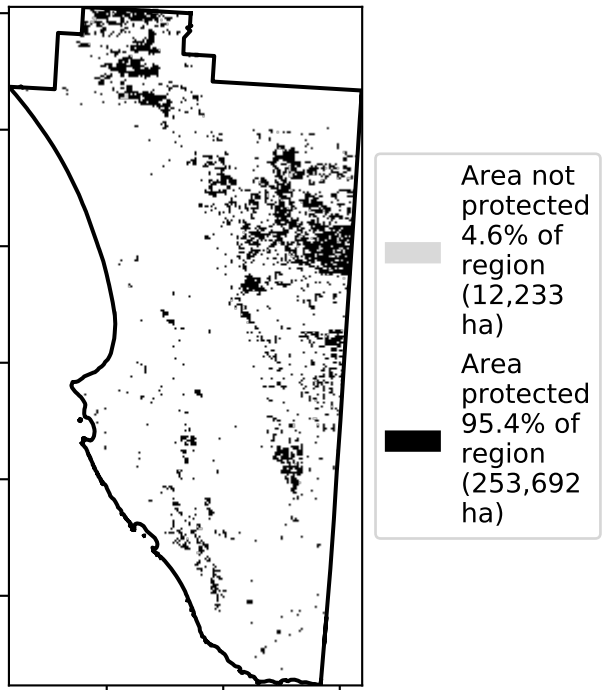 Area not
protected
4.6% of
region
(12,233
ha)
Area
protected
95.4% of
region
(253,692
ha)